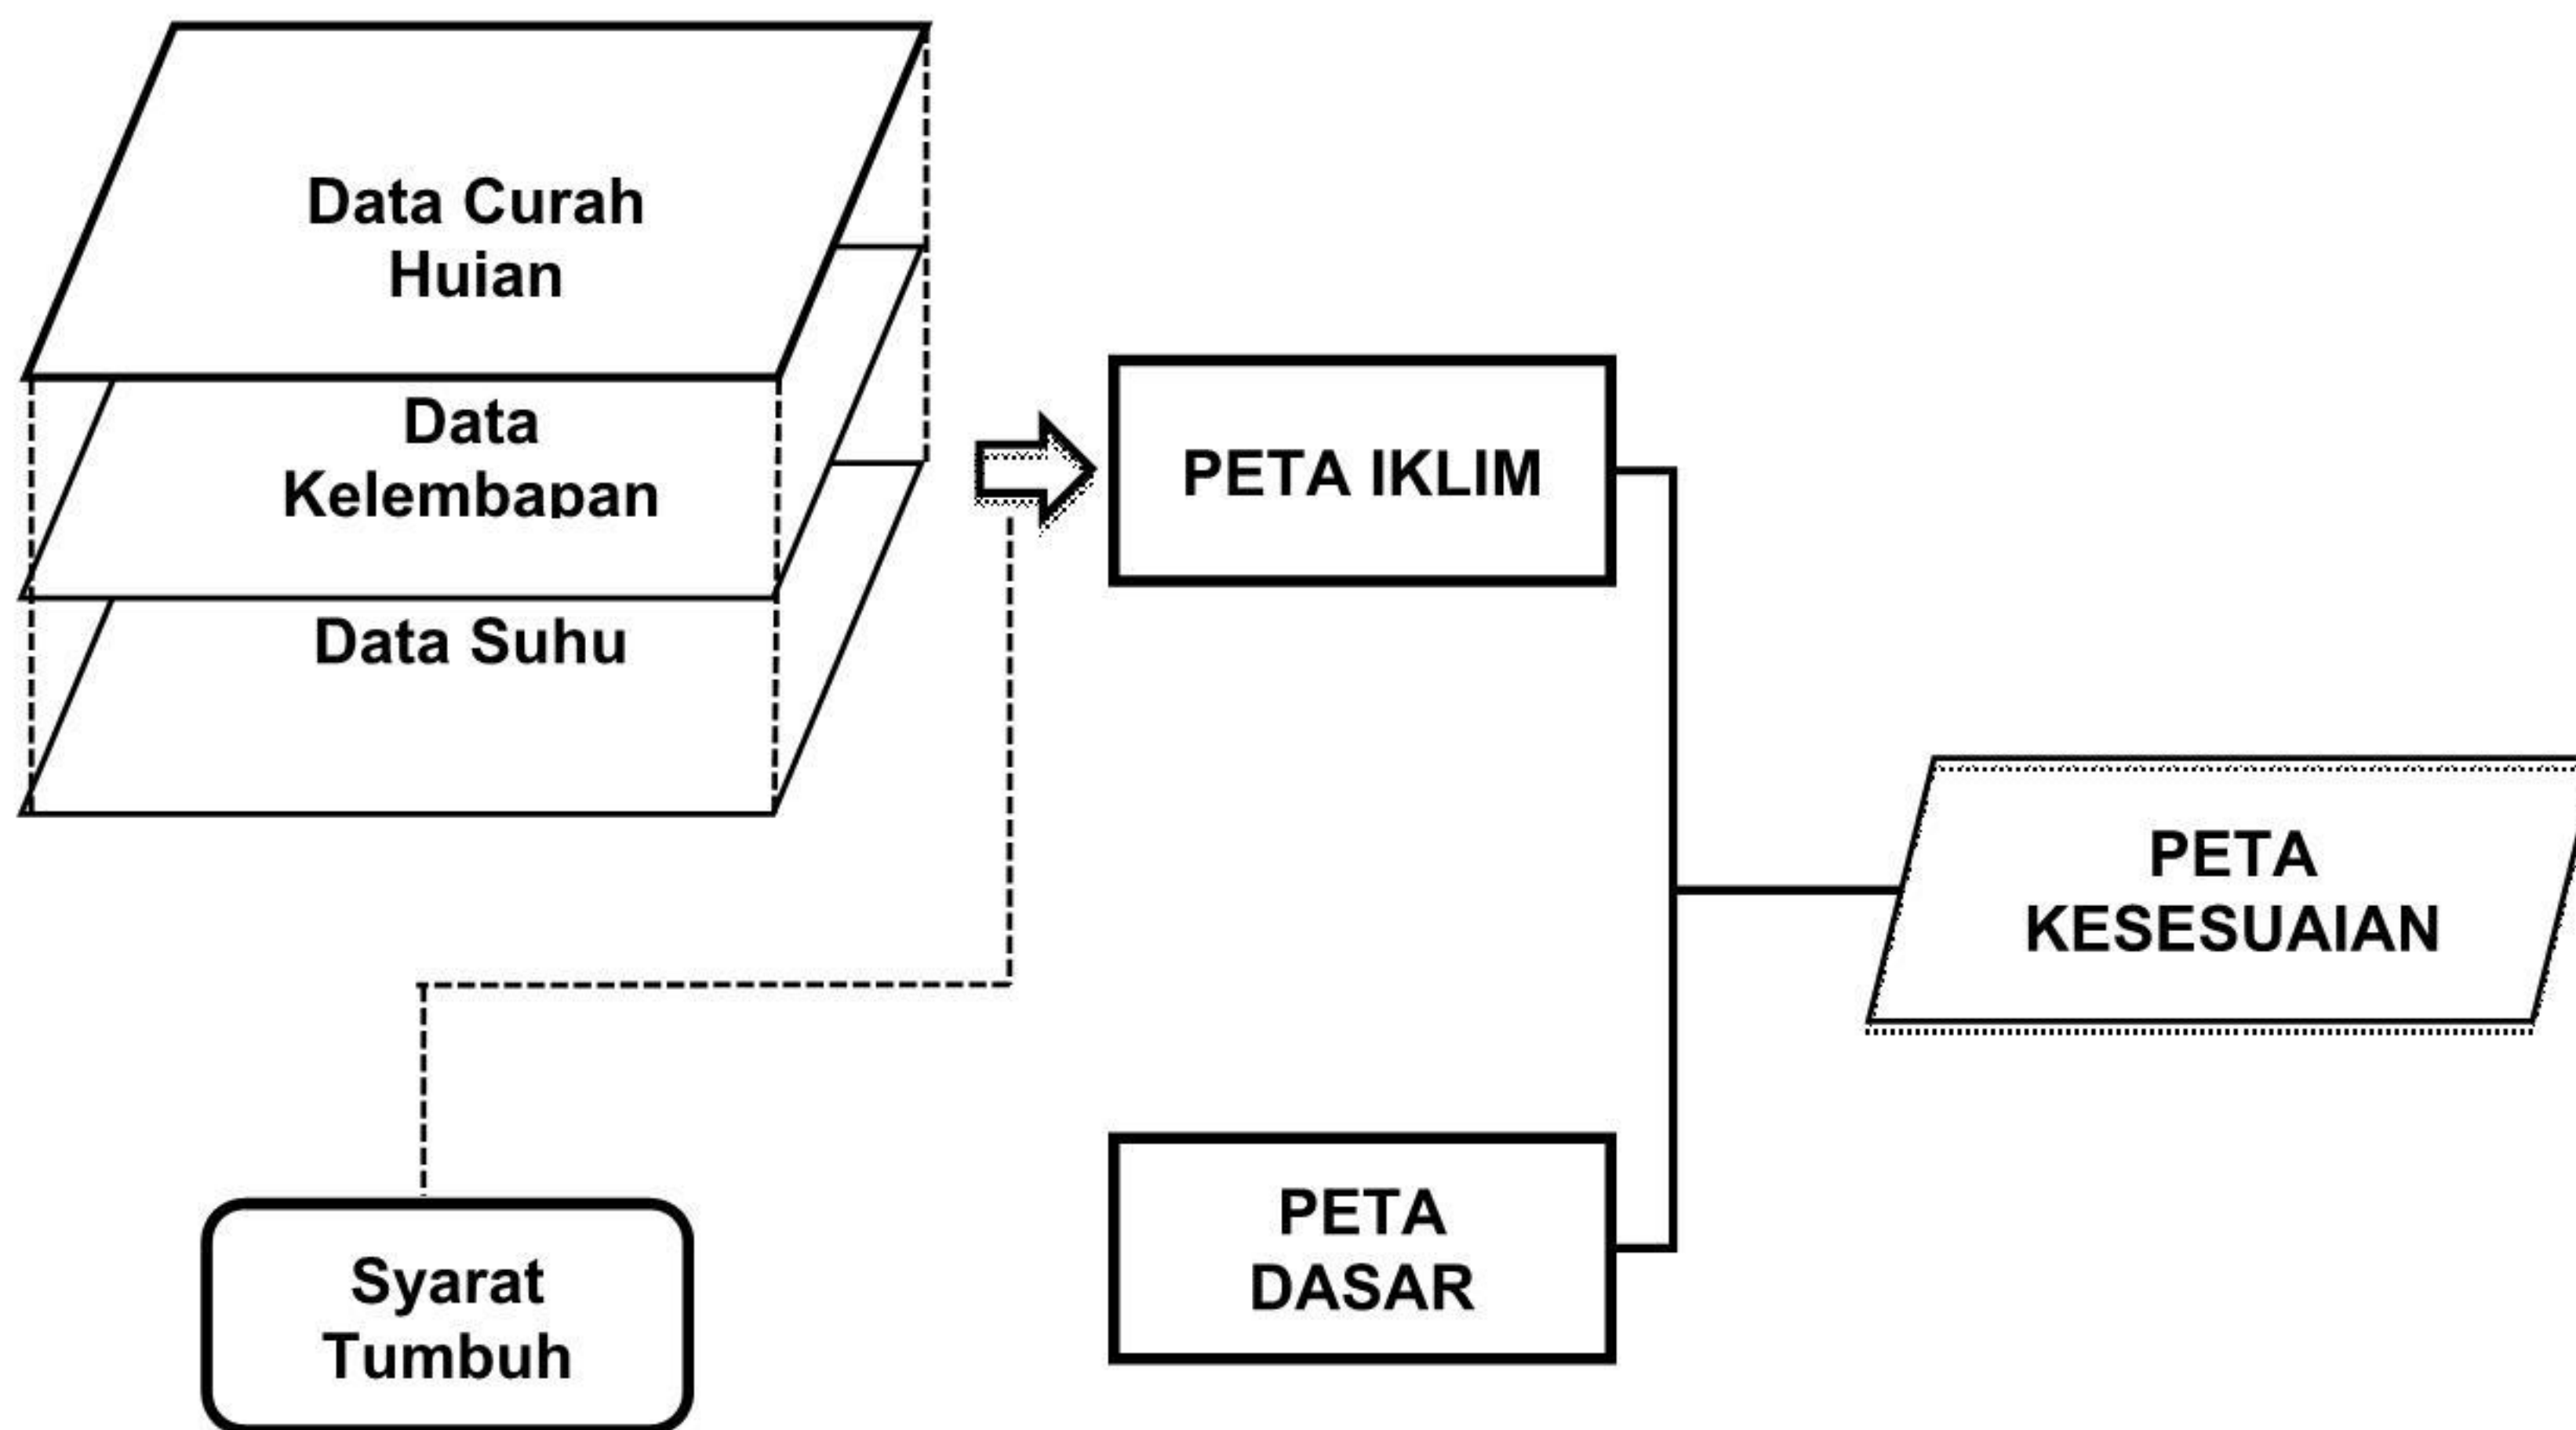 Data Curah
Huian
Data
Kelembapan
Data Suhu
PETA IKLIM
PETA
KESESUAIAN
PETA
DASAR
Syarat
Tumbuh